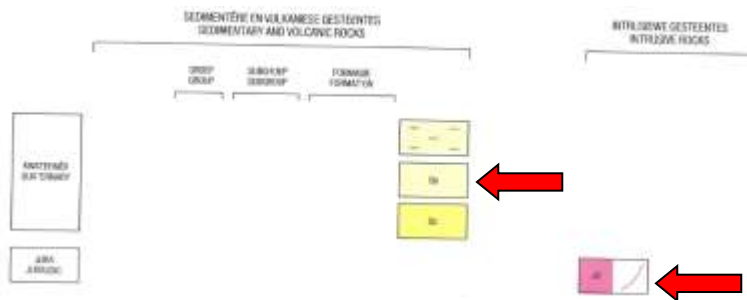 SEDIMENTÊRE EN VULKANIESE GESTEENTES
SEDIMENTARY AND VOLCANIC ROCKS
INTRUSIEWE GESTEENTES
INTRUSIVE ROCKS
GROEP
GROUP
SUBGROEP
SUBGROUP
FORMASIE
FORMATION
KWATERNÊR
QUATERNARY
JURA
JURASSIC